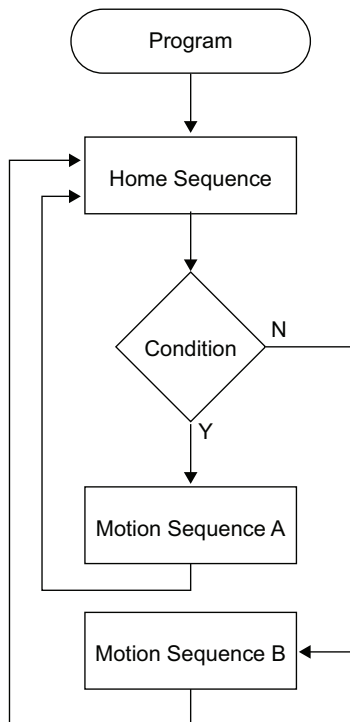 Program
Home Sequence
Condition
N
Y
Motion Sequence A
Motion Sequence B